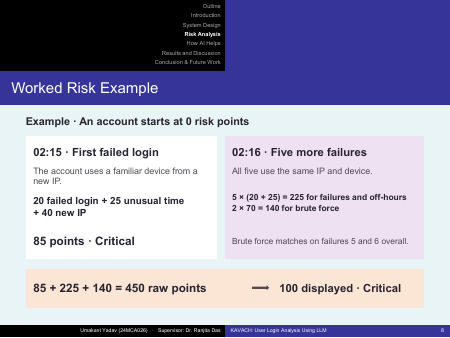 Outline
Introduction
System Design
Risk Analysis
How AI Helps
Results and Discussion
Conclusion & Future Work
Worked Risk Example
Example · An account starts at 0 risk points
02:15 · First failed login
The account uses a familiar device from a
new IP.
20 failed login + 25 unusual time
+ 40 new IP
85 points · Critical
02:16 · Five more failures
All five use the same IP and device.
5 × (20 + 25) = 225 for failures and off-hours
2 × 70 = 140 for brute force
Brute force matches on failures 5 and 6 overall.
85 + 225 + 140 = 450 raw points ⟶ 100 displayed · Critical
Umakant Yadav (24MCA026) · Supervisor: Dr. Ranjita Das
KAVACH: User Login Analysis Using LLM
8